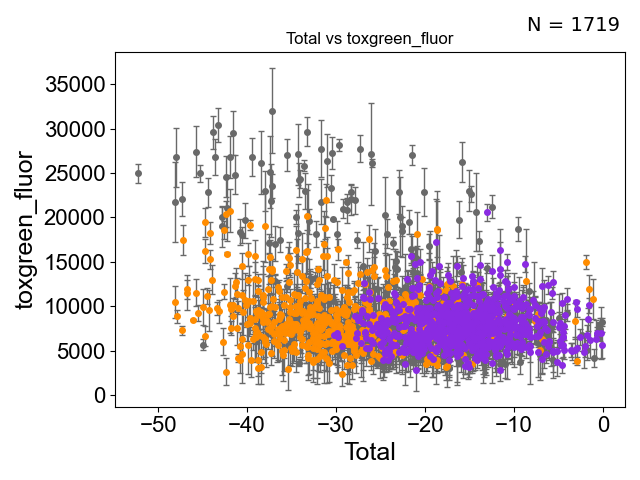 N = 1719
Total vs toxgreen_fluor
35000
30000
25000
20000
15000
10000
5000
0
toxgreen_fluor
−50 −40 −30 −20 −10 0
Total